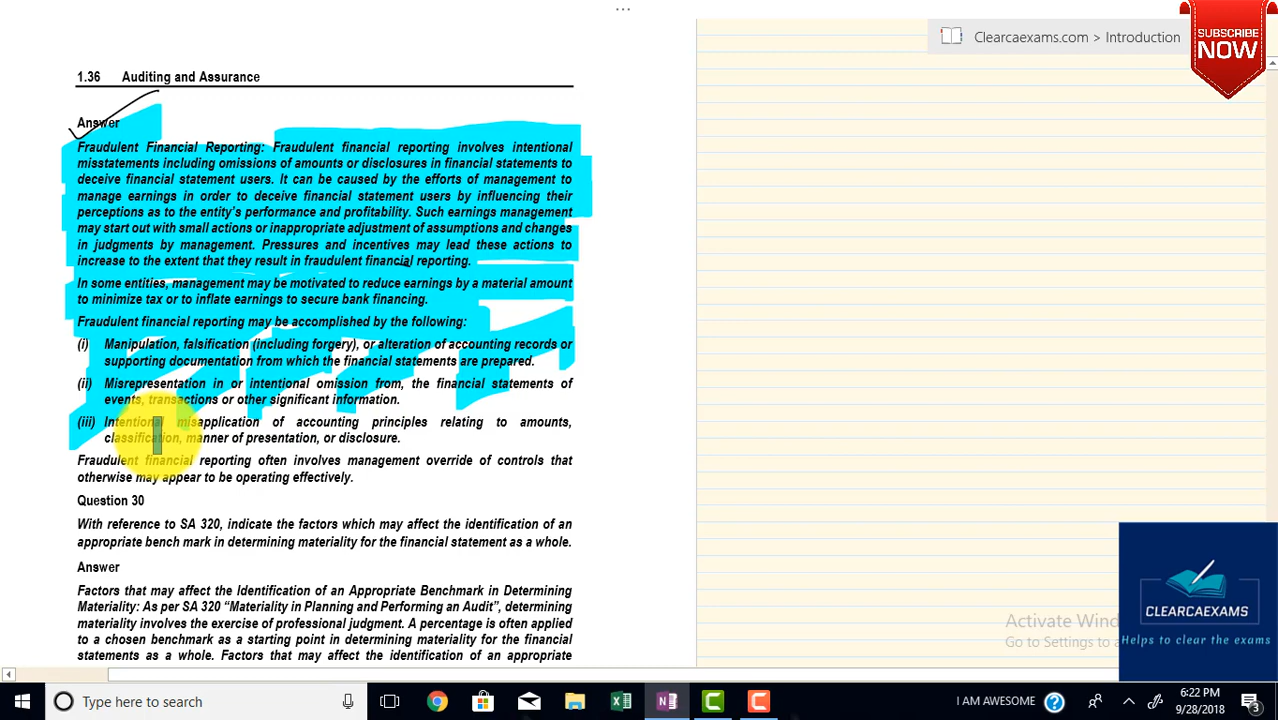 ...
Clearcaexams.com > Introduction
SUBSCRIBE
NOW
1.36 Auditing and Assurance
Answer
Fraudulent Financial Reporting: Fraudulent financial reporting involves intentional
misstatements including omissions of amounts or disclosures in financial statements to
deceive financial statement users. It can be caused by the efforts of management to
manage earnings in order to deceive financial statement users by influencing their
perceptions as to the entity's performance and profitability. Such earnings management
may start out with small actions or inappropriate adjustment of assumptions and changes
in judgments by management. Pressures and incentives may lead these actions to
increase to the extent that they result in fraudulent financial reporting.
In some entities, management may be motivated to reduce earnings by a material amount
to minimize tax or to inflate earnings to secure bank financing.
Fraudulent financial reporting may be accomplished by the following:
(i) Manipulation, falsification (including forgery), or alteration of accounting records or
supporting documentation from which the financial statements are prepared.
(ii) Misrepresentation in or intentional omission from, the financial statements of
events, transactions or other significant information.
(iii) Intentional misapplication of accounting principles relating to amounts,
classification, manner of presentation, or disclosure.
Fraudulent financial reporting often involves management override of controls that
otherwise may appear to be operating effectively.
Question 30
With reference to SA 320, indicate the factors which may affect the identification of an
appropriate bench mark in determining materiality for the financial statement as a whole.
Answer
Factors that may affect the Identification of an Appropriate Benchmark in Determining
Materiality: As per SA 320 “Materiality in Planning and Performing an Audit”, determining
materiality involves the exercise of professional judgment. A percentage is often applied
to a chosen benchmark as a starting point in determining materiality for the financial
statements as a whole. Factors that may affect the identification of an appropriate
Activate Wind
Go to Settings to a
CLEARCAEXAMS
Helps to clear the exams
Type here to search
I AM AWESOME
6:22 PM
9/28/2018
3